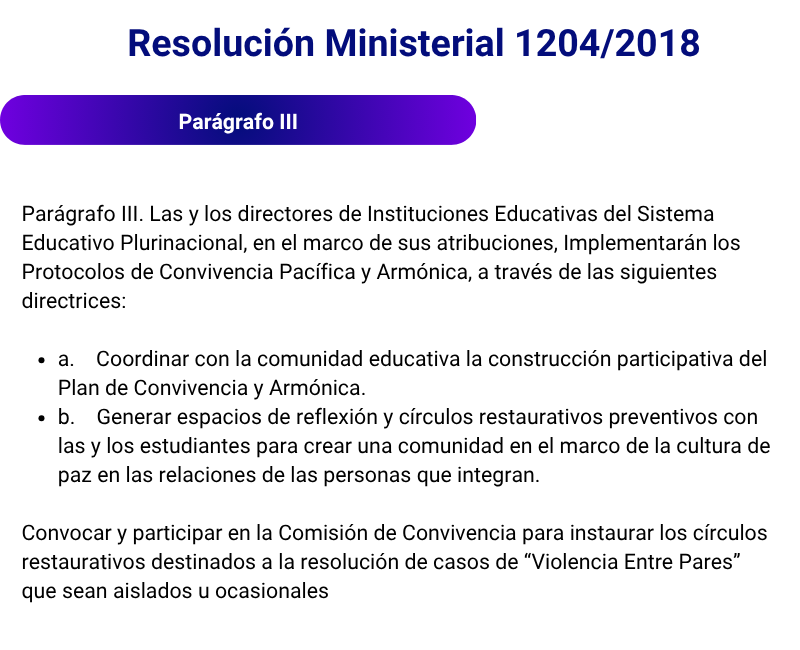 Resolución Ministerial 1204/2018
Parágrafo III
Parágrafo III. Las y los directores de Instituciones Educativas del Sistema
Educativo Plurinacional, en el marco de sus atribuciones, Implementarán los
Protocolos de Convivencia Pacífica y Armónica, a través de las siguientes
directrices:
• a. Coordinar con la comunidad educativa la construcción participativa del
Plan de Convivencia y Armónica.
• b. Generar espacios de reflexión y círculos restaurativos preventivos con
las y los estudiantes para crear una comunidad en el marco de la cultura de
paz en las relaciones de las personas que integran.
Convocar y participar en la Comisión de Convivencia para instaurar los círculos
restaurativos destinados a la resolución de casos de “Violencia Entre Pares”
que sean aislados u ocasionales